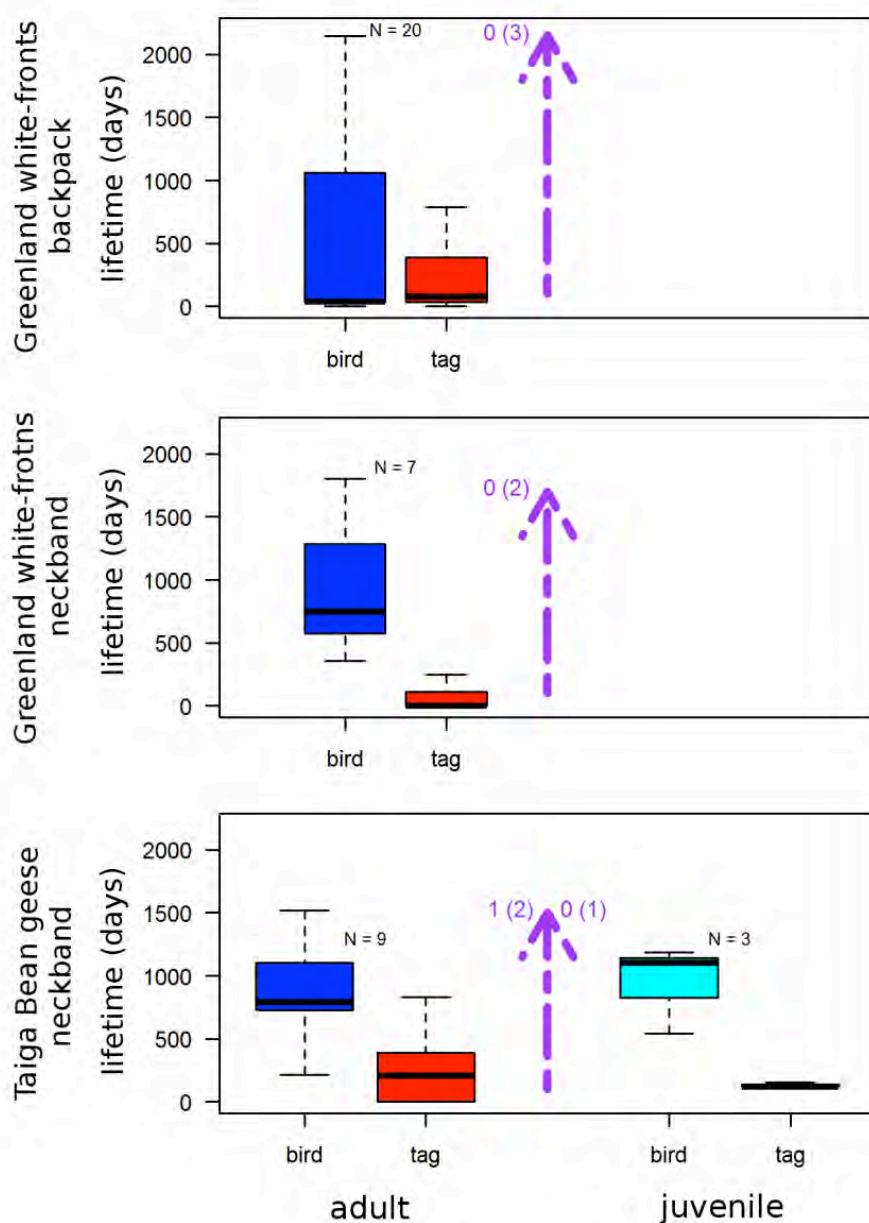 Greenland white-fronts
backpack
lifetime (days)
2000
1500
1000
500
0
N = 20
0 (3)
bird
tag
Greenland white-frotns
neckband
lifetime (days)
2000
1500
1000
500
0
N = 7
0 (2)
bird
tag
Taiga Bean geese
neckband
lifetime (days)
2000
1500
1000
500
0
N = 9
1 (2)
0 (1)
N = 3
bird
tag
bird
tag
adult
juvenile